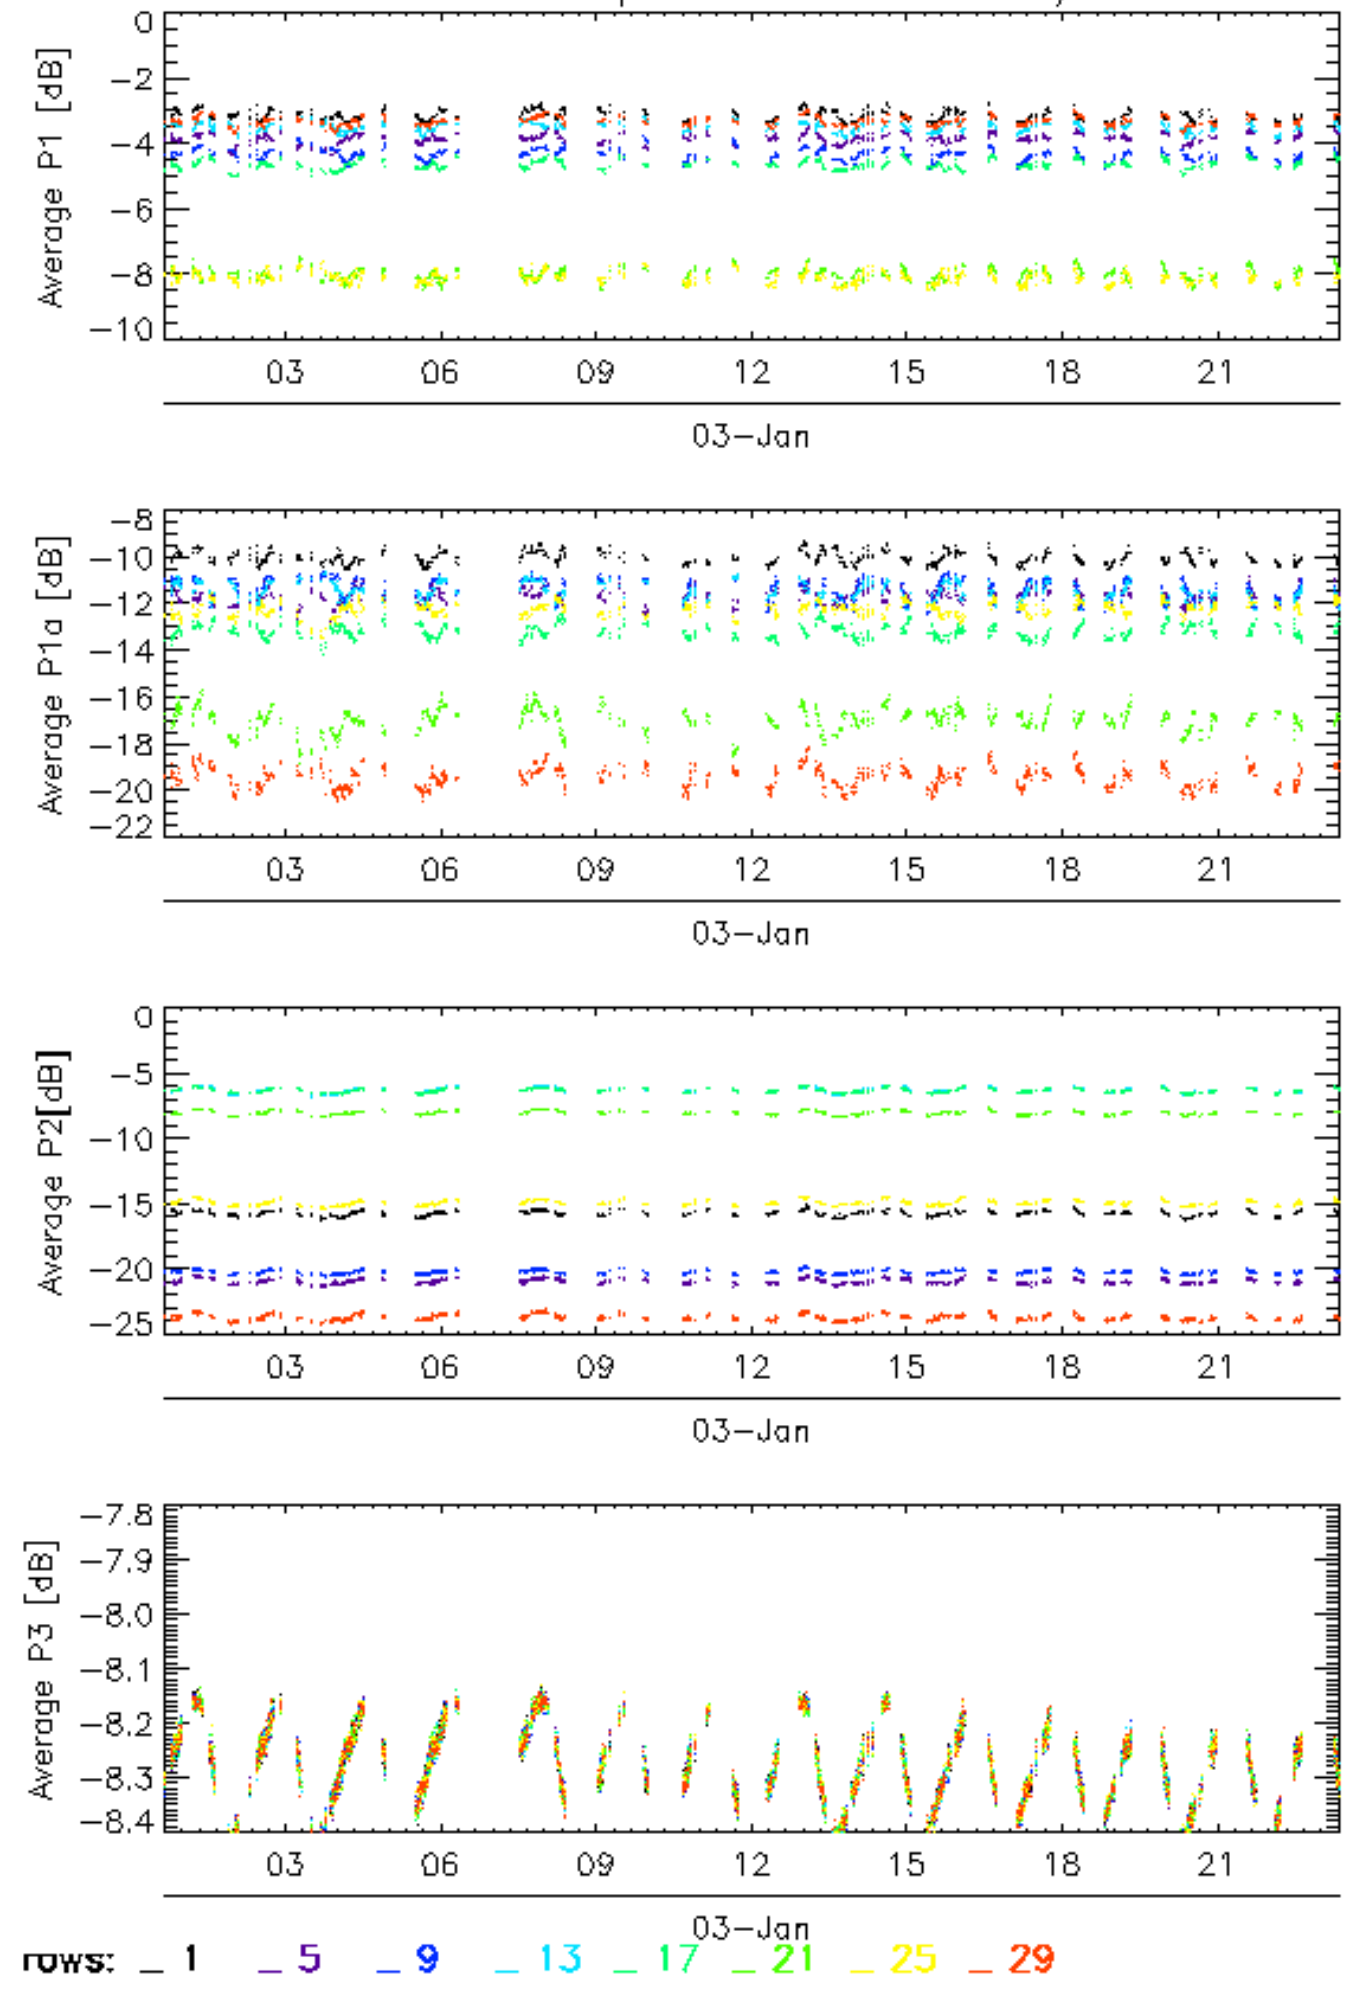 0
−2
−4
−6
−8
−10
Average P1 [dB]
03 06 09 12 15 18 21
03−Jan
−8
−10
−12
−14
−16
−18
−20
−22
Average P1a [dB]
03 06 09 12 15 18 21
03−Jan
0
−5
−10
−15
−20
−25
Average P2[dB]
03 06 09 12 15 18 21
03−Jan
−7.8
−7.9
−8.0
−8.1
−8.2
−8.3
−8.4
Average P3 [dB]
03 06 09 12 15 18 21
03−Jan
rows: _ 1 _ 5 _ 9 _ 13 _ 17 _ 21 _ 25 _ 29